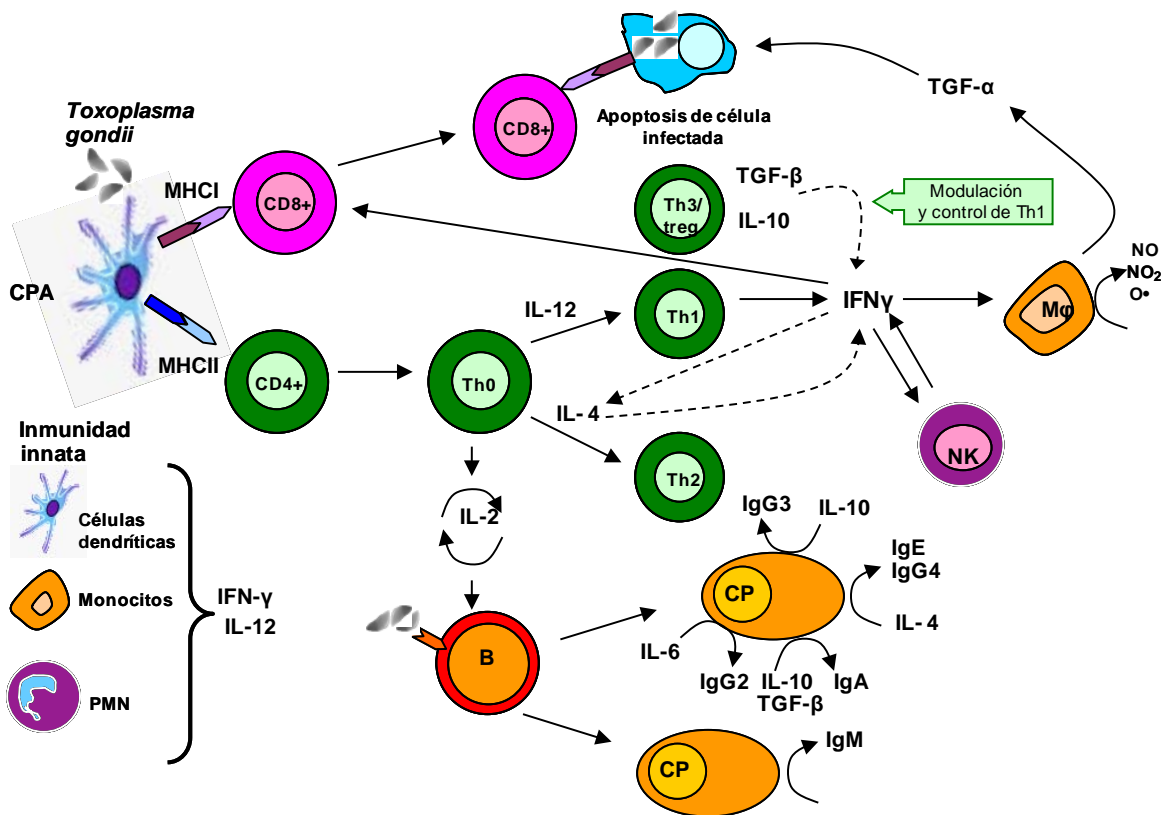 Toxoplasma
gondii
CPA
MHCI
MHCII
CD8+
CD8+
Apoptosis de célula
infectada
TGF-α
TGF-β
IL-10
Th3/
treg
Modulación
y control de Th1
NO
NO₂
O•
Mφ
IFNγ
IL-12
Th1
CD4+
Th0
IL-4
Th2
NK
Inmunidad
innata
Células
dendríticas
Monocitos
PMN
IFN-γ
IL-12
IL-2
B
IgG3
IL-10
IgE
IgG4
CP
IL-4
IL-6
IgG2
IL-10
TGF-β
IgA
CP
IgM